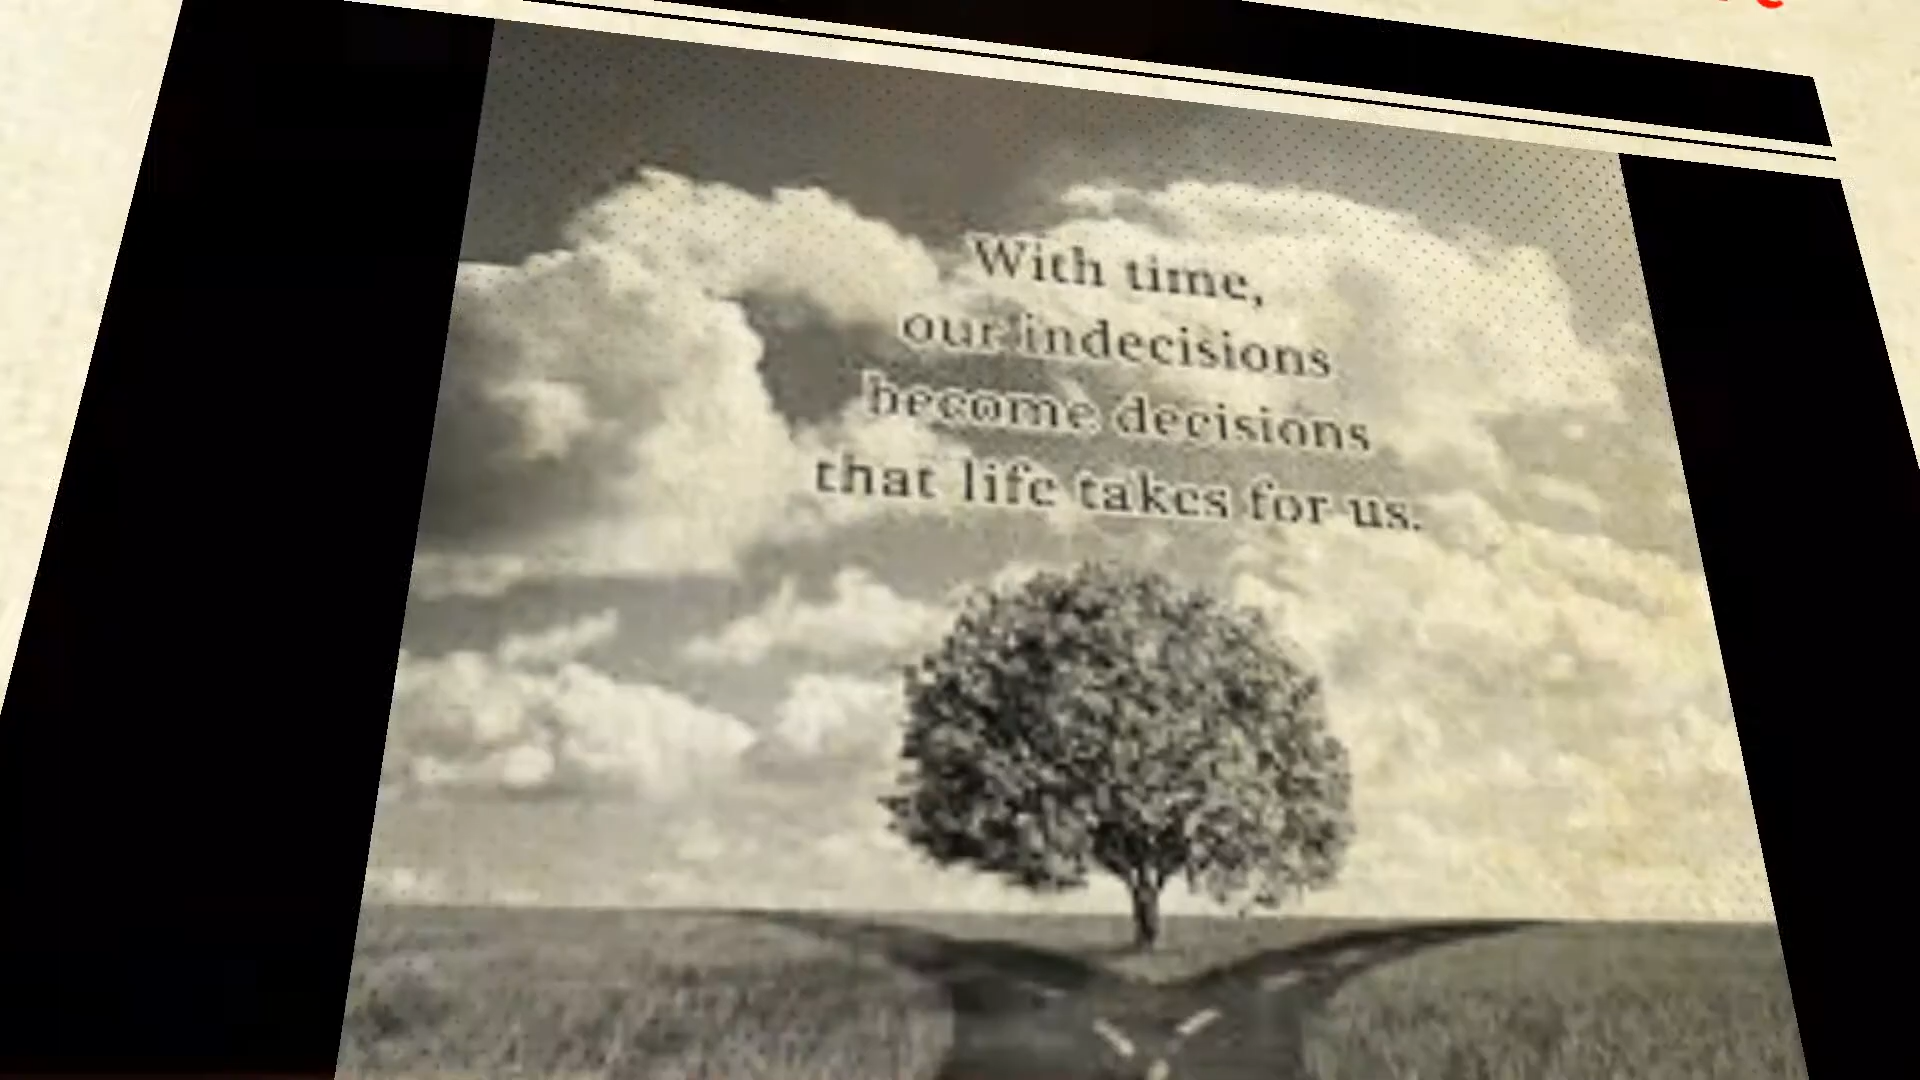 With time,
our indecisions
become decisions
that life takes for us.